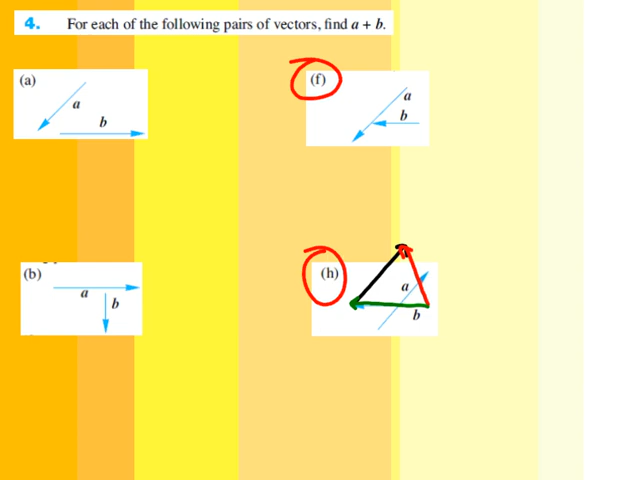 4. For each of the following pairs of vectors, find a + b.
(a)
a
b
(f)
a
b
(b)
a
b
(h)
a
b